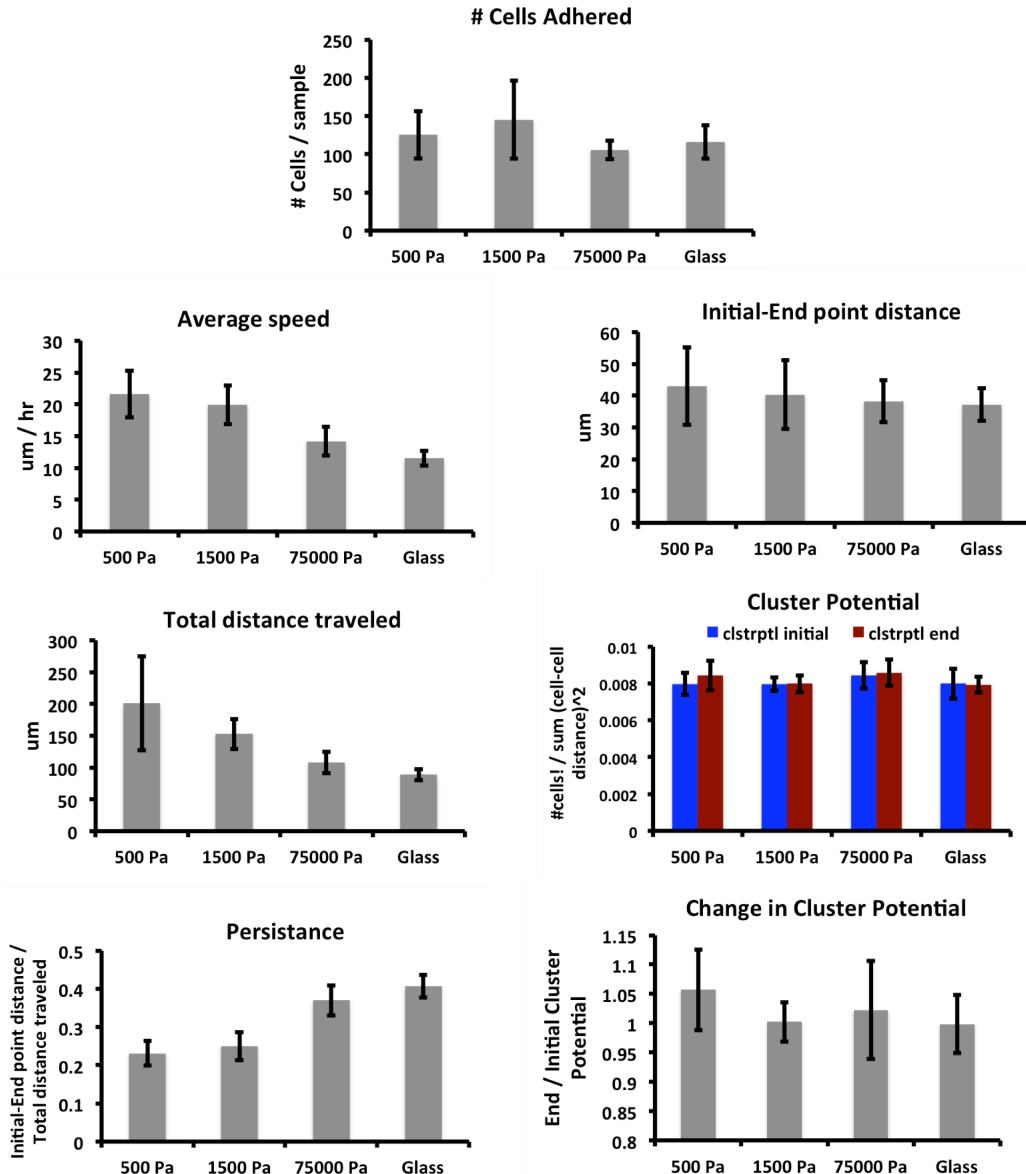 # Cells Adhered
# Cells / sample
250
200
150
100
50
0
500 Pa 1500 Pa 75000 Pa Glass
Average speed
um / hr
30
25
20
15
10
5
0
500 Pa 1500 Pa 75000 Pa Glass
Initial-End point distance
um
60
50
40
30
20
10
0
500 Pa 1500 Pa 75000 Pa Glass
Total distance traveled
um
300
250
200
150
100
50
0
500 Pa 1500 Pa 75000 Pa Glass
Cluster Potential
clstrptl initial clstrptl end
#cells! / sum (cell-cell
distance)^2
0.01
0.008
0.006
0.004
0.002
0
500 Pa 1500 Pa 75000 Pa Glass
Persistance
Initial-End point distance /
Total distance traveled
0.5
0.4
0.3
0.2
0.1
0
500 Pa 1500 Pa 75000 Pa Glass
Change in Cluster Potential
End / Initial Cluster
Potential
1.15
1.1
1.05
1
0.95
0.9
0.85
0.8
500 Pa 1500 Pa 75000 Pa Glass